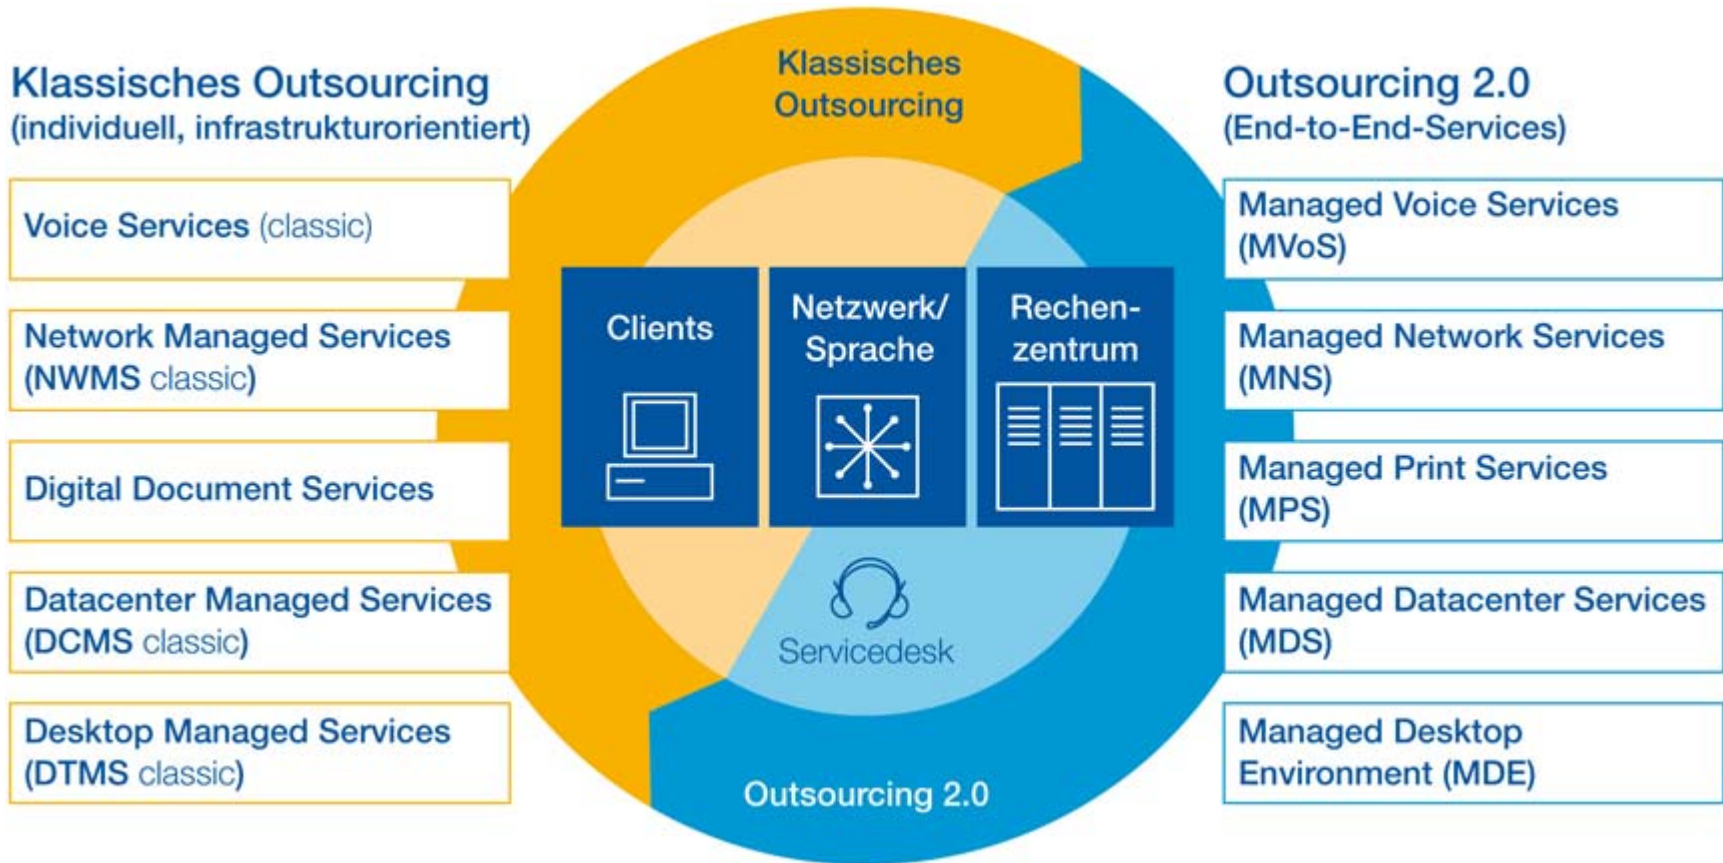 Klassisches Outsourcing
(individuell, infrastrukturorientiert)
Voice Services (classic)
Network Managed Services
(NWMS classic)
Digital Document Services
Datacenter Managed Services
(DCMS classic)
Desktop Managed Services
(DTMS classic)
Klassisches
Outsourcing
Clients
Netzwerk/
Sprache
Rechen-
zentrum
Servicedesk
Outsourcing 2.0
Outsourcing 2.0
(End-to-End-Services)
Managed Voice Services
(MVoS)
Managed Network Services
(MNS)
Managed Print Services
(MPS)
Managed Datacenter Services
(MDS)
Managed Desktop
Environment (MDE)